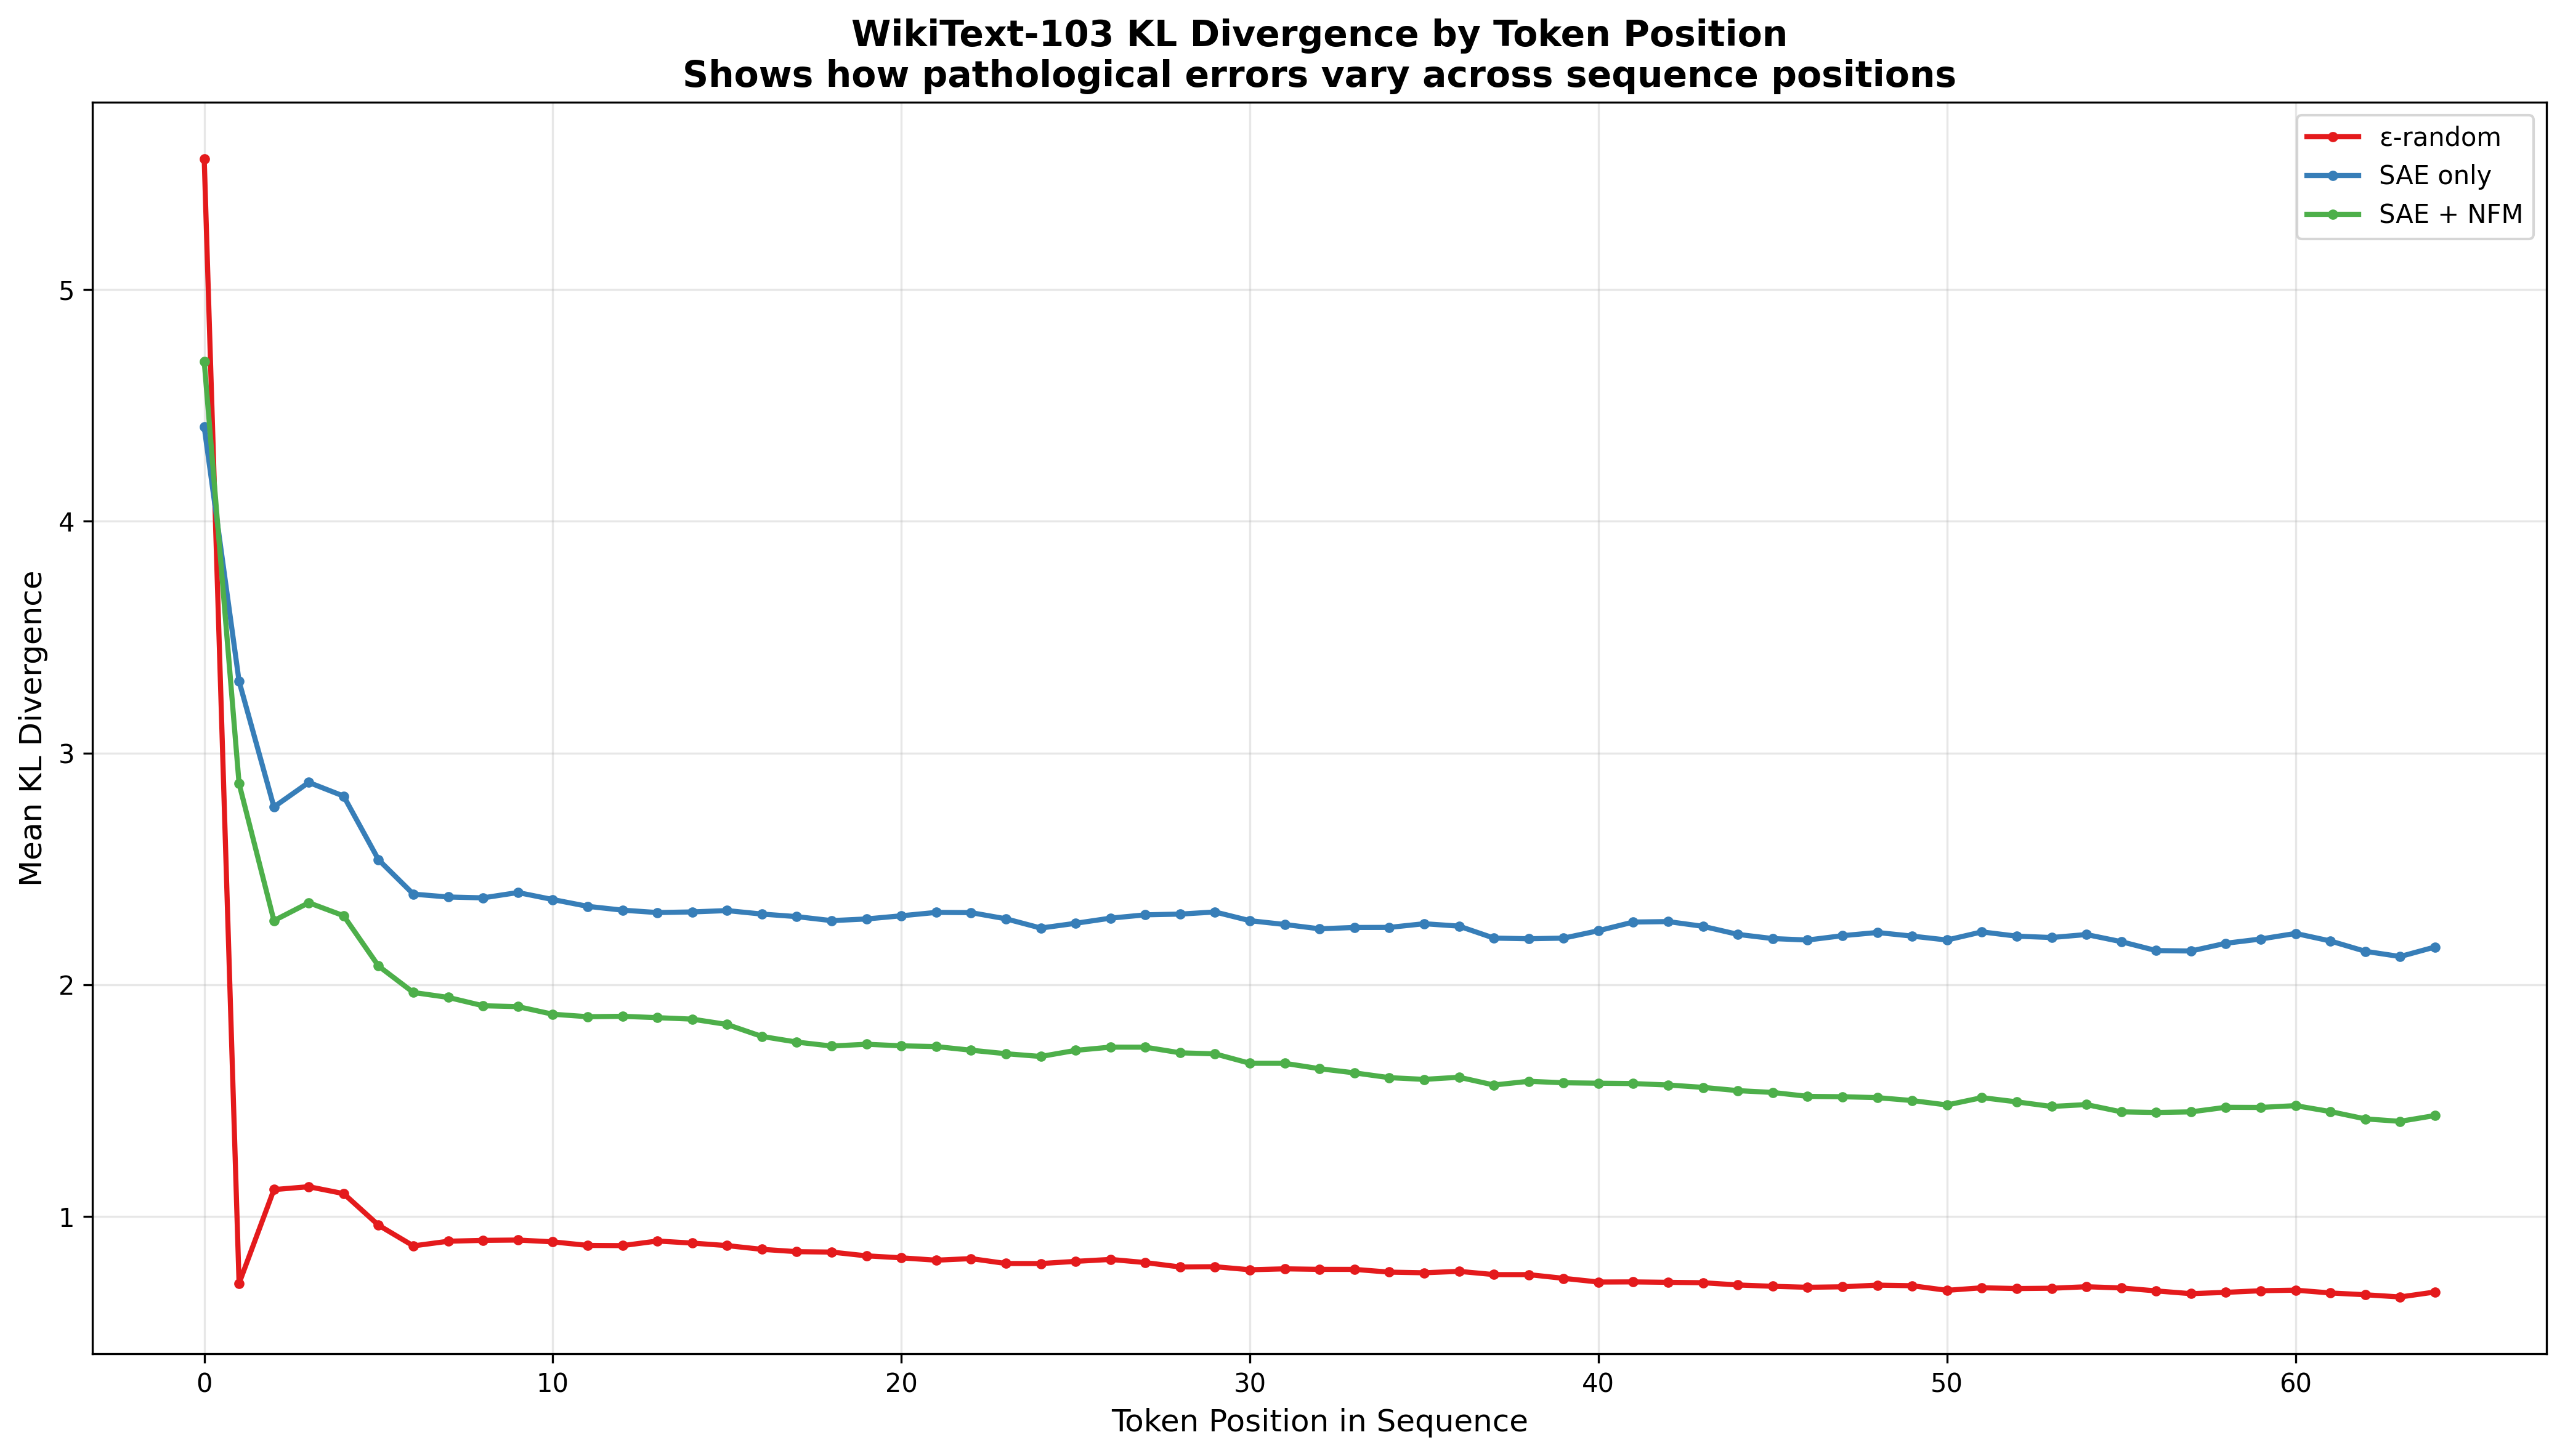 WikiText-103 KL Divergence by Token Position
Shows how pathological errors vary across sequence positions
ε-random
SAE only
SAE + NFM
Mean KL Divergence
5
4
3
2
1
0 10 20 30 40 50 60
Token Position in Sequence